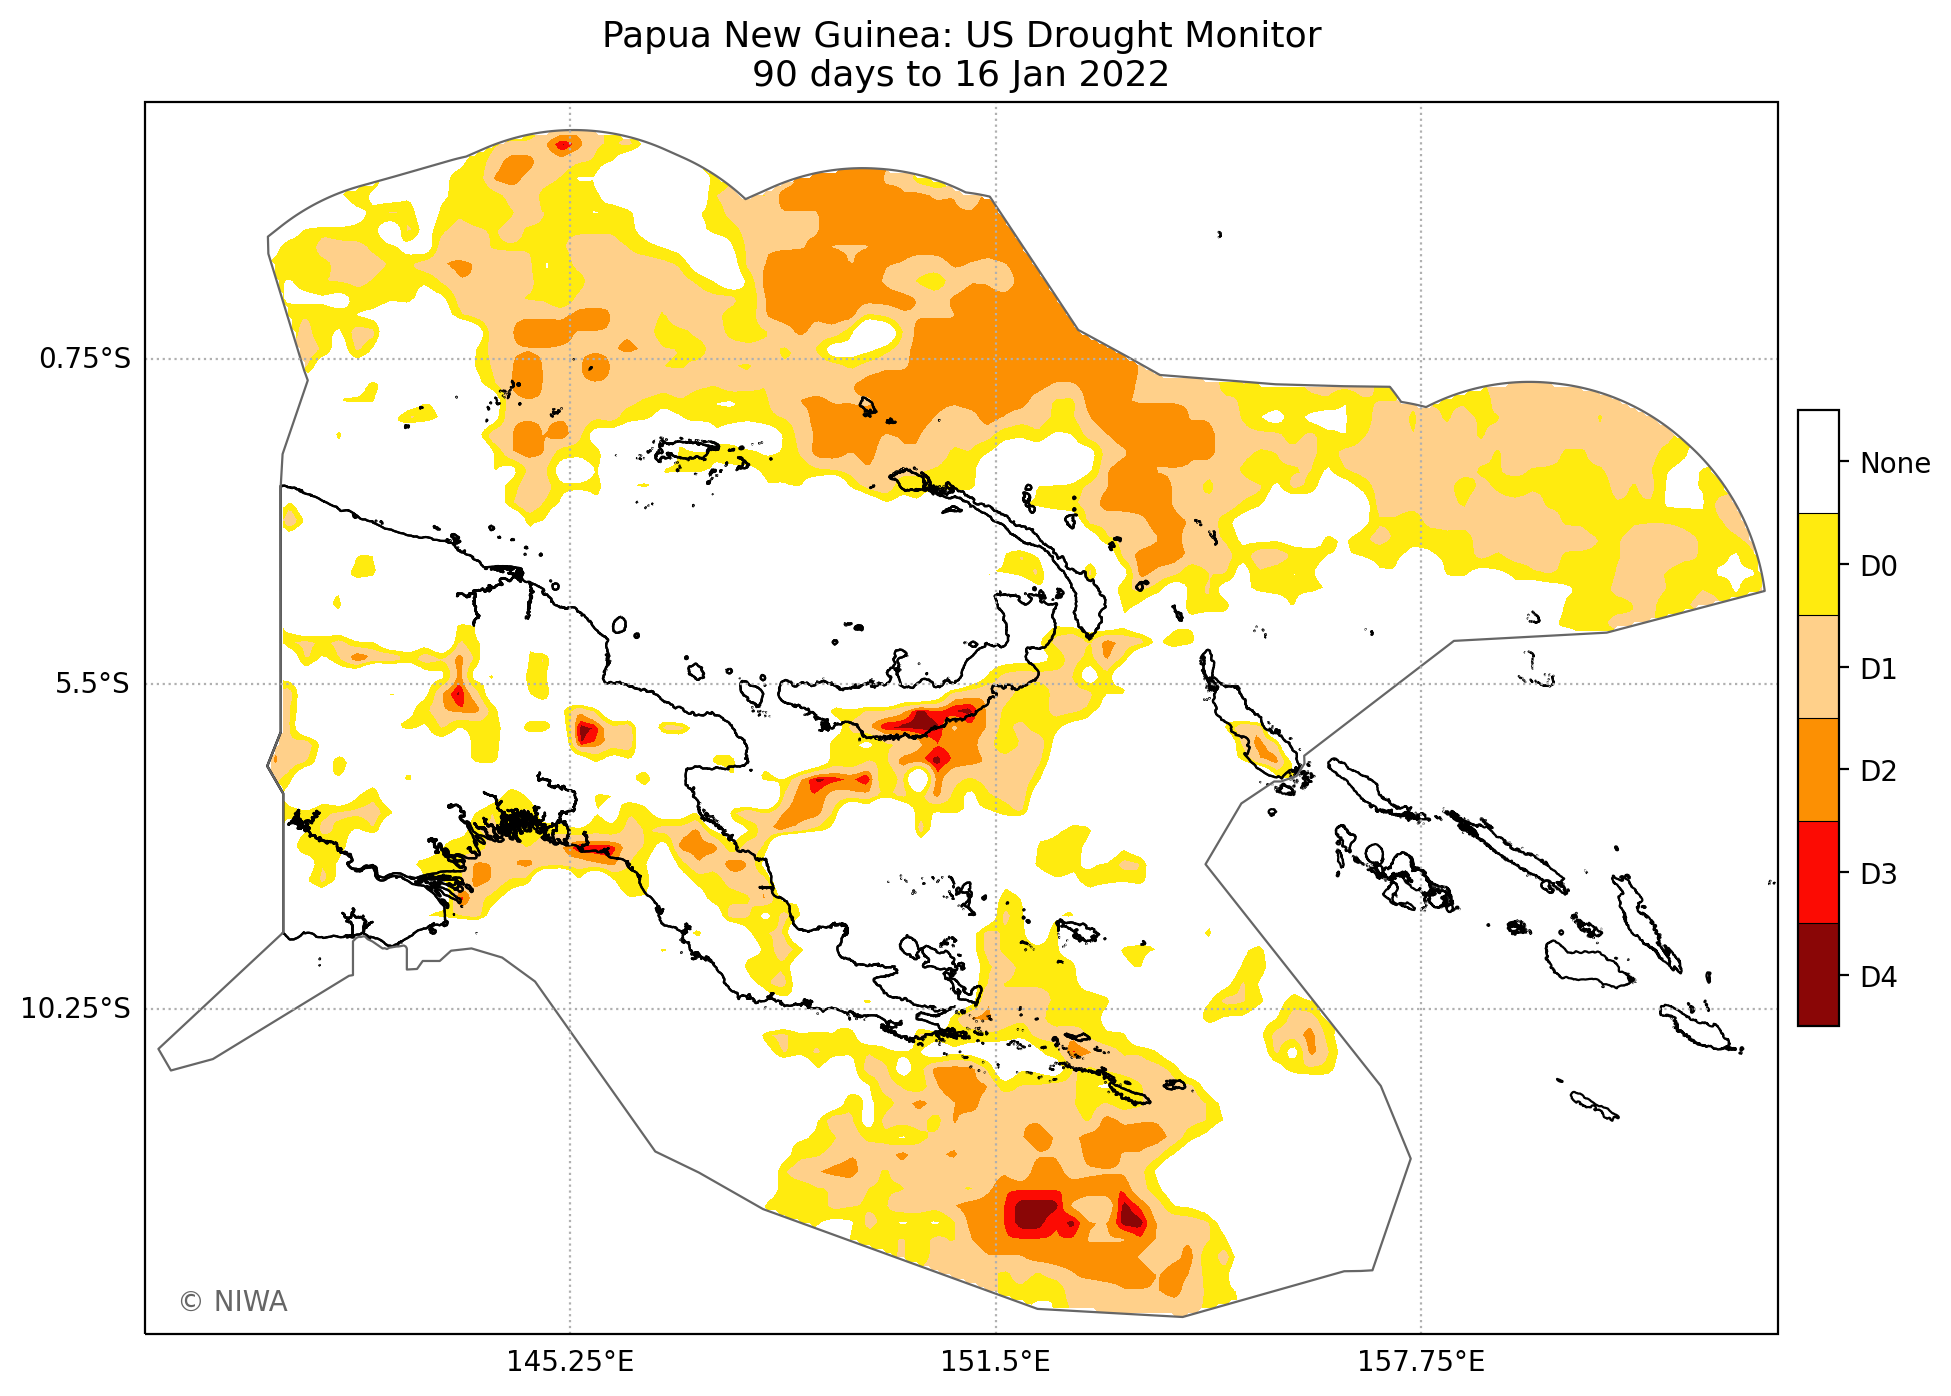 Papua New Guinea: US Drought Monitor
90 days to 16 Jan 2022
0.75°S
5.5°S
10.25°S
145.25°E
151.5°E
157.75°E
None
D0
D1
D2
D3
D4
© NIWA